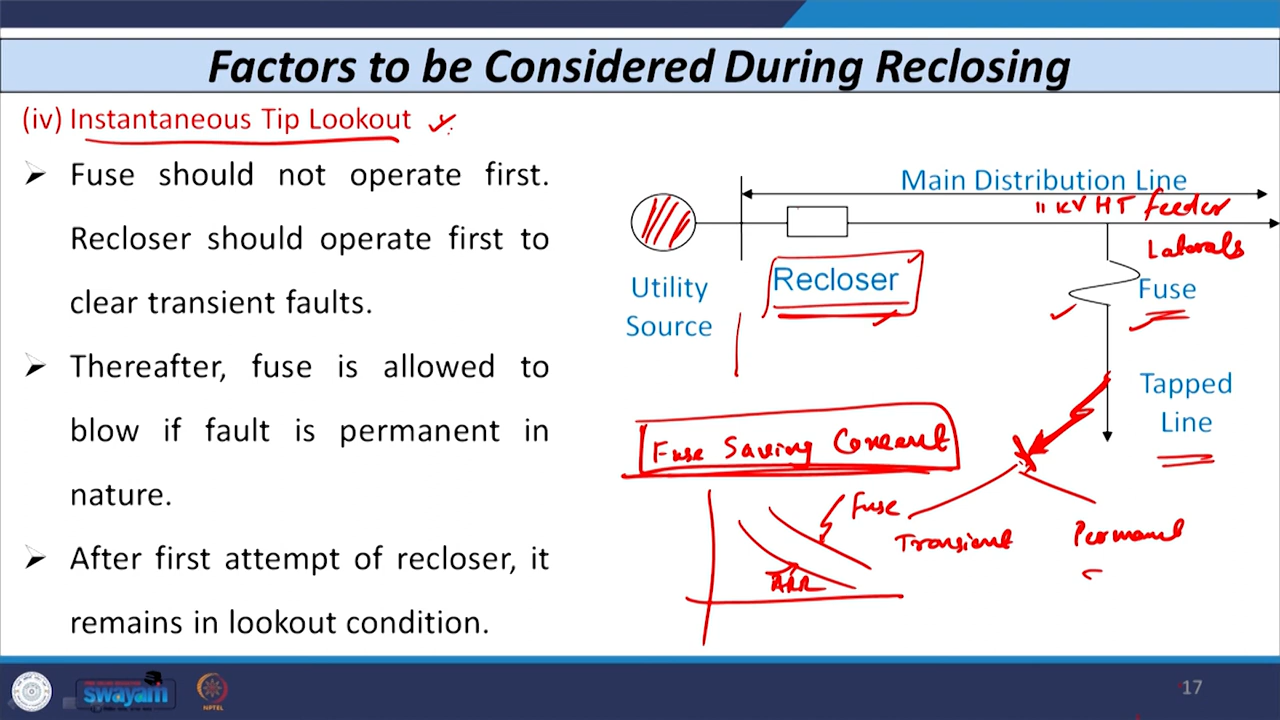 Factors to be Considered During Reclosing
(iv) Instantaneous Tip Lookout
➢ Fuse should not operate first.
Recloser should operate first to
clear transient faults.
➢ Thereafter, fuse is allowed to
blow if fault is permanent in
nature.
➢ After first attempt of recloser, it
remains in lookout condition.
Main Distribution Line
11 KV HT feeder
Laterals
Utility
Source
Recloser
Fuse
Tapped
Line
Fuse Saving
Fuse
Transient
swayam
NPTEL
17